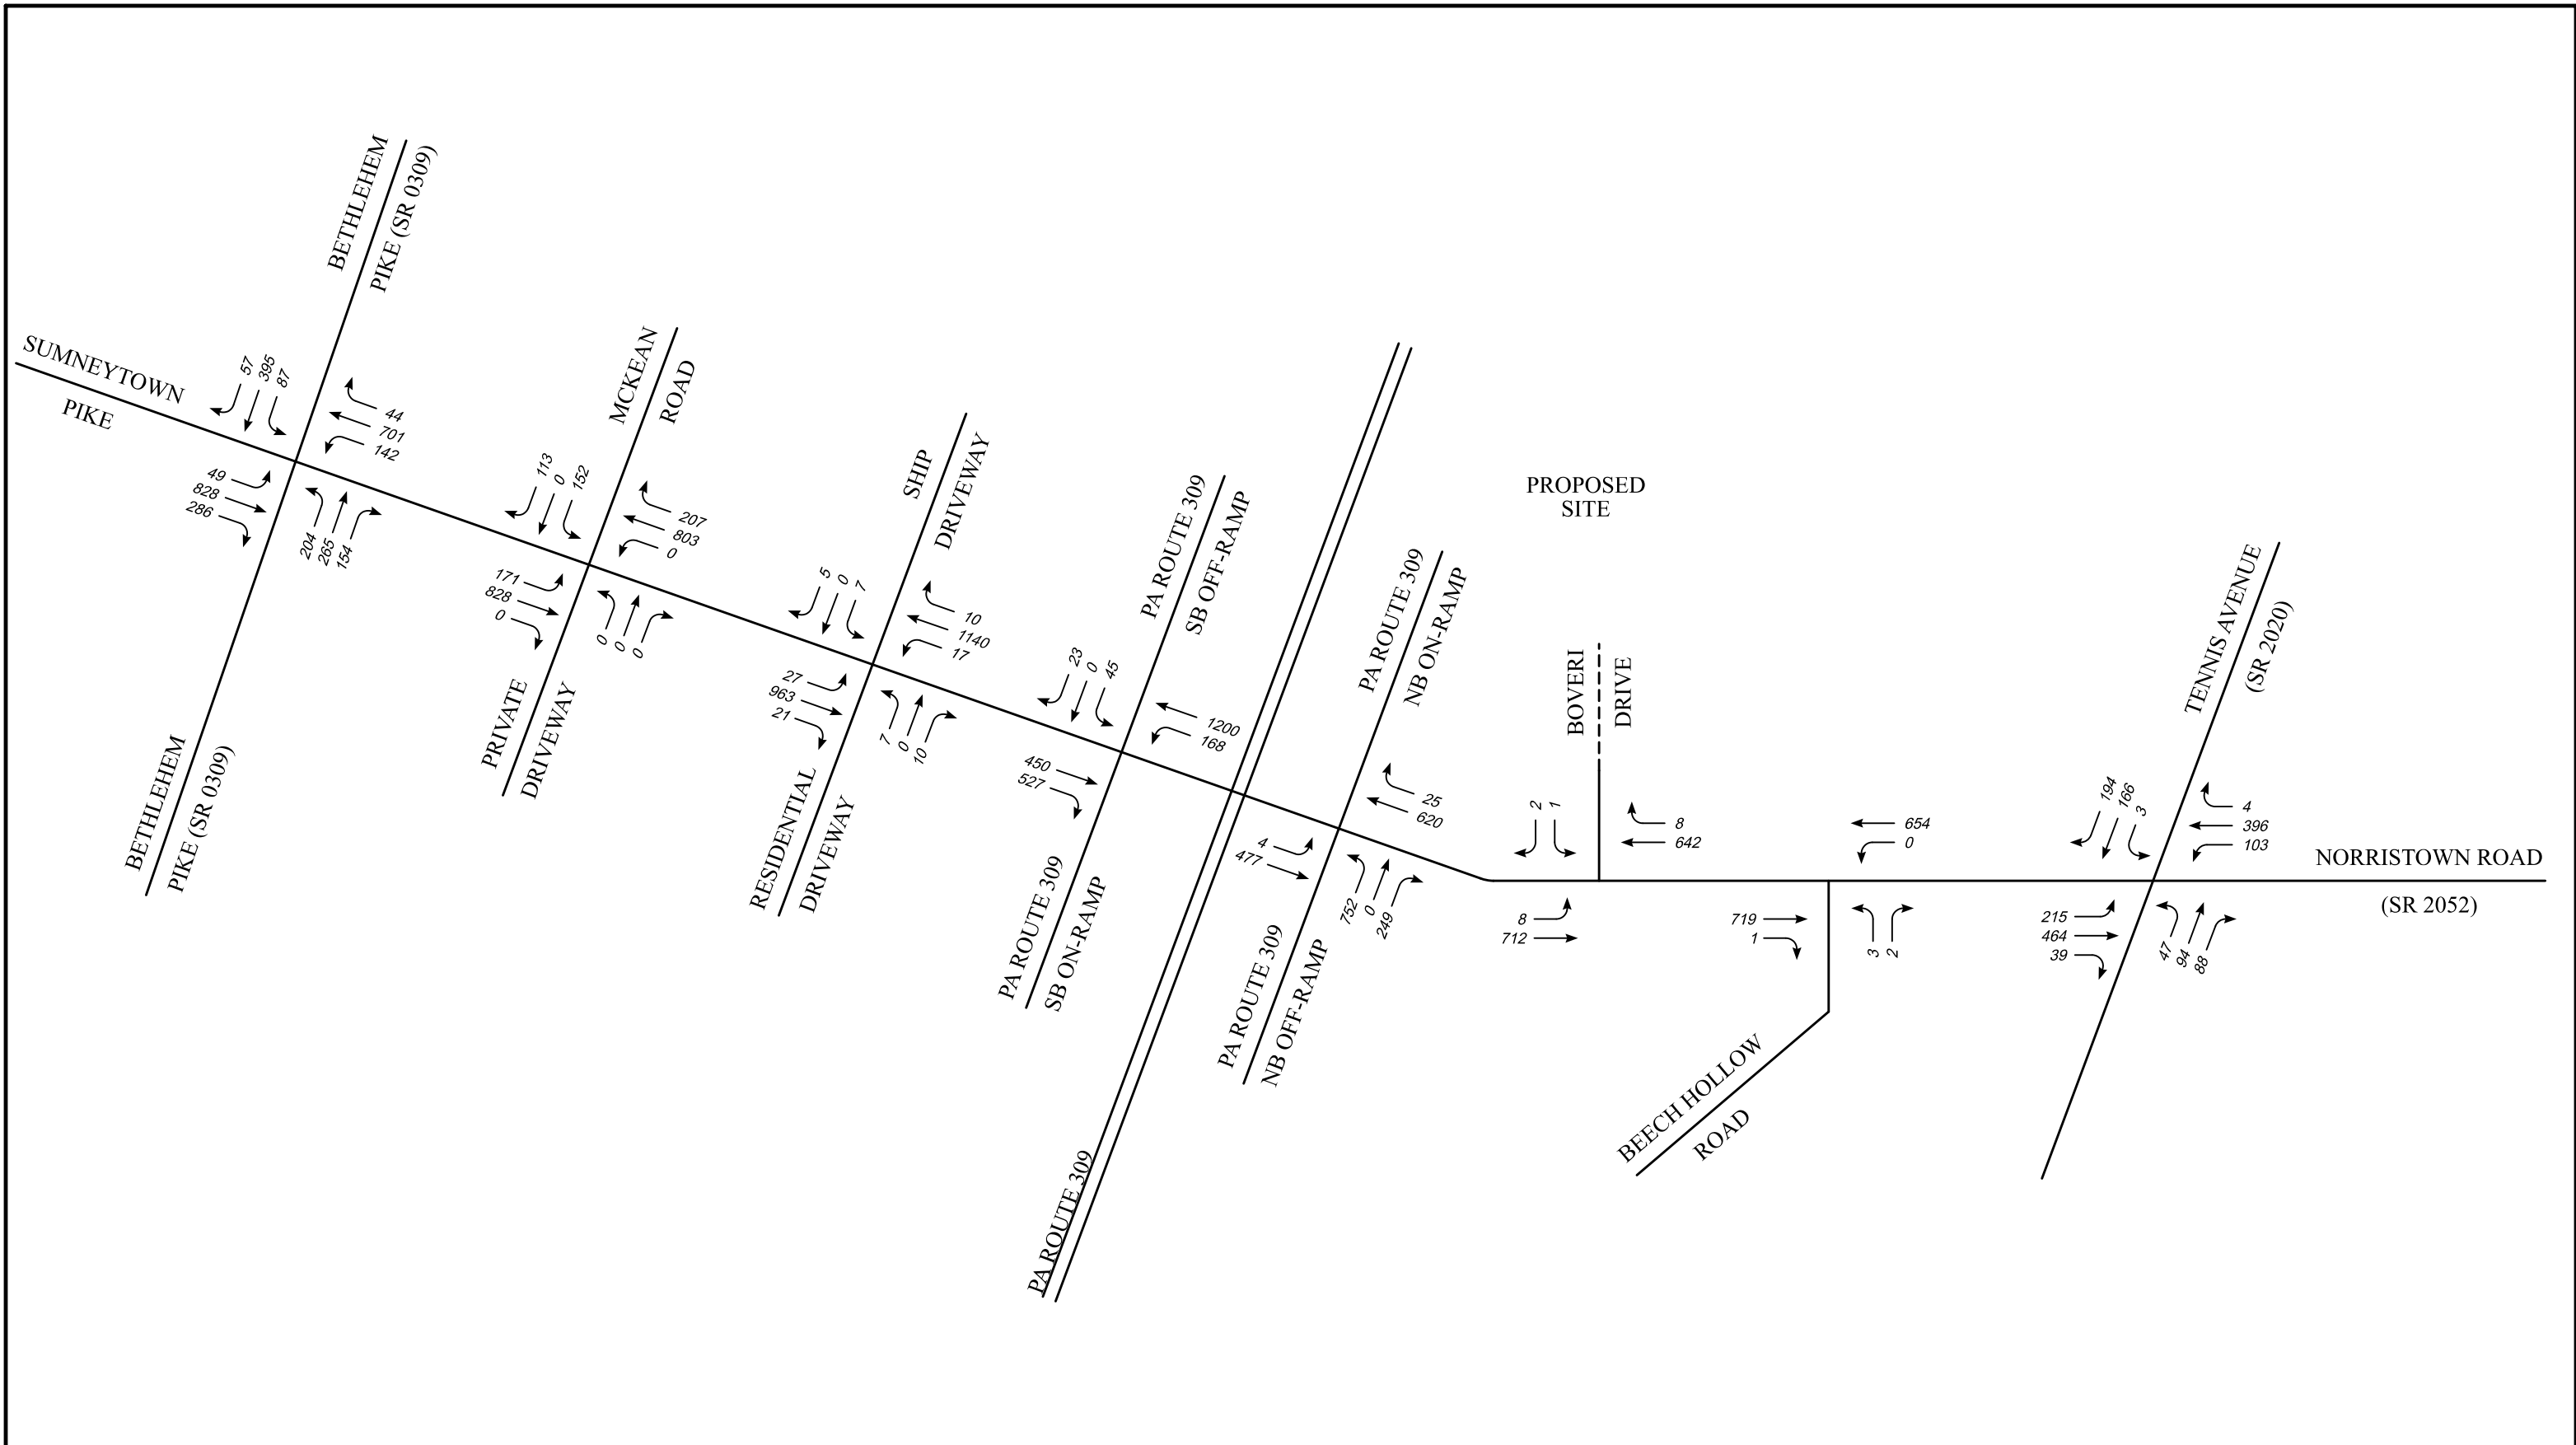 BETHLEHEM
PIKE (SR 0309)
SUMNEYTOWN
PIKE
57
395
87
44
701
142
49
828
286
204
265
154
BETHLEHEM
PIKE (SR 0309)
MCKEAN
ROAD
113
0
152
207
803
0
171
828
0
0
0
0
PRIVATE
DRIVEWAY
SHIP
DRIVEWAY
5
0
7
10
1140
17
27
963
21
7
0
10
RESIDENTIAL
DRIVEWAY
PA ROUTE 309
SB OFF-RAMP
23
0
45
1200
168
450
527
PA ROUTE 309
SB ON-RAMP
PA ROUTE 309
PA ROUTE 309
NB ON-RAMP
25
620
4
477
752
0
249
PA ROUTE 309
NB OFF-RAMP
PROPOSED
SITE
BOVERI
DRIVE
2
1
8
642
8
712
654
0
719
1
3
2
BEECH HOLLOW
ROAD
TENNIS AVENUE
(SR 2020)
194
166
3
4
396
103
215
464
39
47
94
88
NORRISTOWN ROAD
(SR 2052)